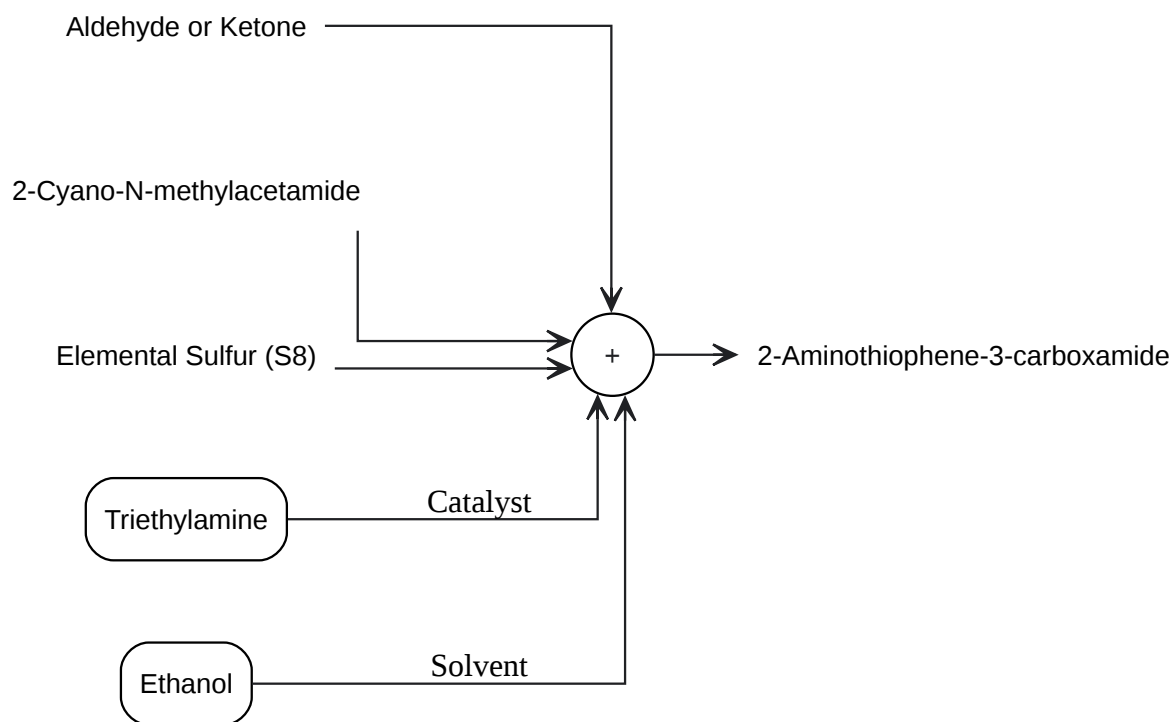 Aldehyde or Ketone
2-Cyano-N-methylacetamide
Elemental Sulfur (S8)
+
2-Aminothiophene-3-carboxamide
Triethylamine
Catalyst
Ethanol
Solvent